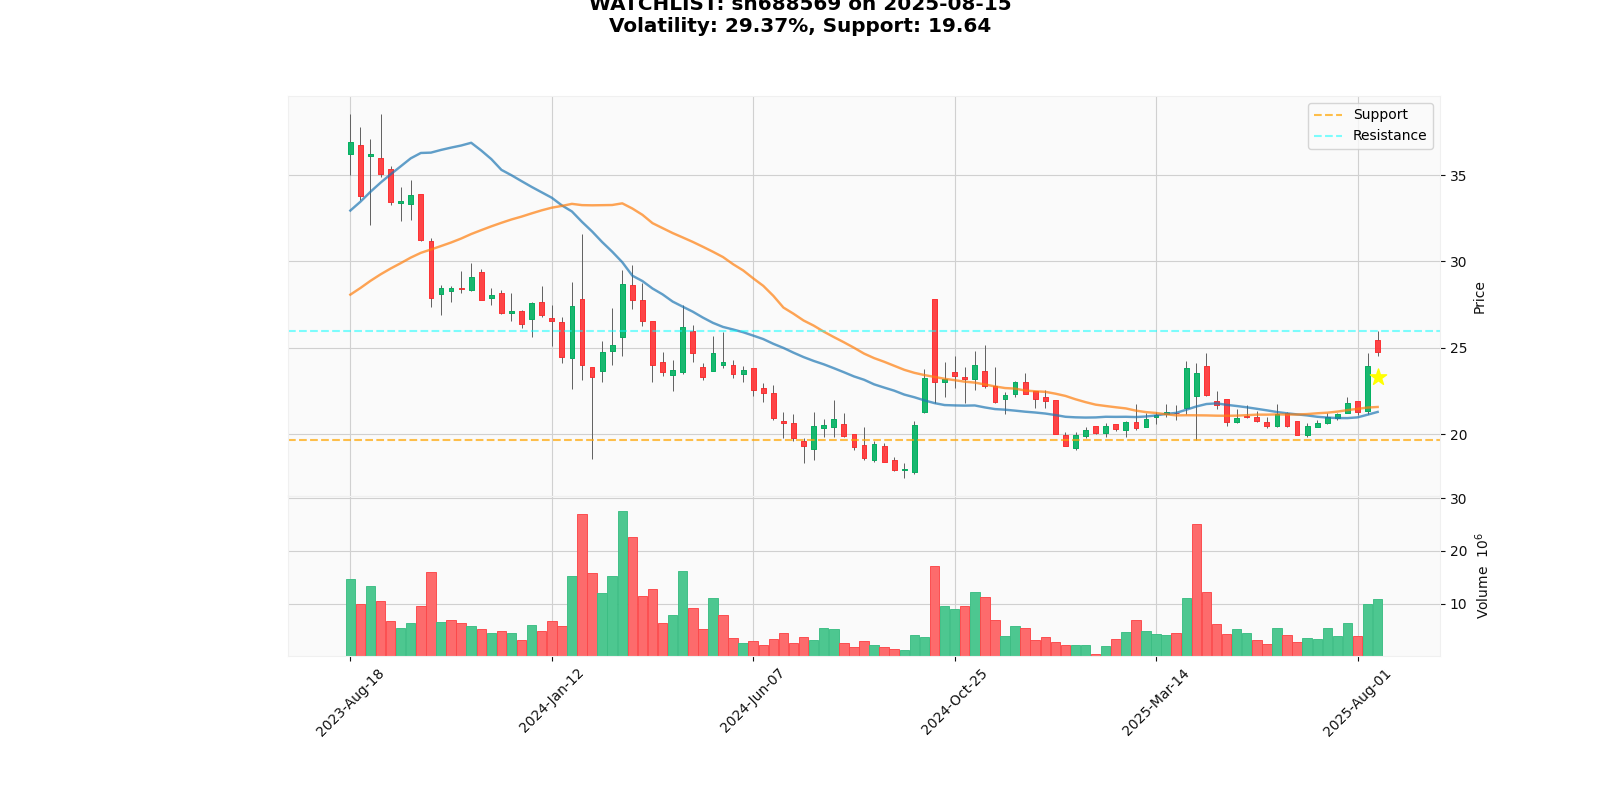 WATCHLIST: sh688569 on 2025-08-15
Volatility: 29.37%, Support: 19.64
Support
Resistance
35
30
25
20
Price
30
20
10
Volume 10^6
2023-Aug-18
2024-Jan-12
2024-Jun-07
2024-Oct-25
2025-Mar-14
2025-Aug-01